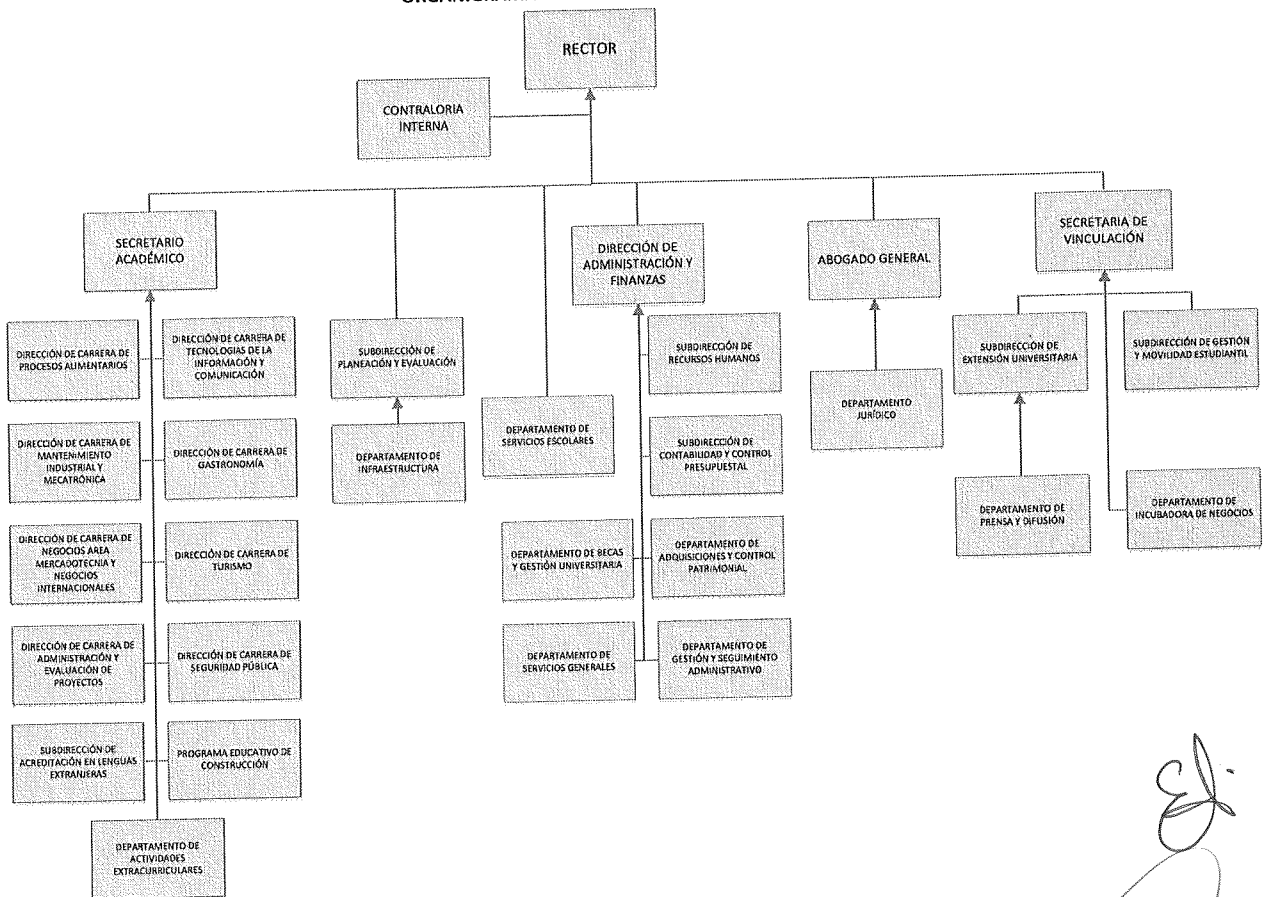 RECTOR
CONTRALORIA
INTERNA
SECRETARIO
ACADÉMICO
DIRECCIÓN DE
ADMINISTRACIÓN Y
FINANZAS
ABOGADO GENERAL
SECRETARIA DE
VINCULACIÓN
DIRECCIÓN DE CARRERA DE
PROCESOS ALIMENTARIOS
DIRECCIÓN DE CARRERA DE
TECNOLOGIAS DE LA
INFORMACIÓN Y
COMUNICACIÓN
SUBDIRECCIÓN DE
PLANEACIÓN Y EVALUACIÓN
SUBDIRECCIÓN DE
RECURSOS HUMANOS
SUBDIRECCIÓN DE
EXTENSIÓN UNIVERSITARIA
SUBDIRECCIÓN DE GESTIÓN
Y MOVILIDAD ESTUDIANTIL
DIRECCIÓN DE CARRERA DE
MANTENIMIENTO
INDUSTRIAL Y
MECATRÓNICA
DIRECCIÓN DE CARRERA DE
GASTRONOMÍA
DEPARTAMENTO DE
INFRAESTRUCTURA
DEPARTAMENTO DE
SERVICIOS ESCOLARES
SUBDIRECCIÓN DE
CONTABILIDAD Y CONTROL
PRESUPUESTAL
DEPARTAMENTO
JURÍDICO
DIRECCIÓN DE CARRERA DE
NEGOCIOS AREA
MERCADOTECNIA Y
NEGOCIOS
INTERNACIONALES
DIRECCIÓN DE CARRERA DE
TURISMO
DEPARTAMENTO DE BECAS
Y GESTIÓN UNIVERSITARIA
DEPARTAMENTO DE
ADQUISICIONES Y CONTROL
PATRIMONIAL
DEPARTAMENTO DE
PRENSA Y DIFUSIÓN
DEPARTAMENTO DE
INCUBADORA DE NEGOCIOS
DIRECCIÓN DE CARRERA DE
ADMINISTRACIÓN Y
EVALUACIÓN DE
PROYECTOS
DIRECCIÓN DE CARRERA DE
SEGURIDAD PÚBLICA
DEPARTAMENTO DE
SERVICIOS GENERALES
DEPARTAMENTO DE
GESTIÓN Y SEGUIMIENTO
ADMINISTRATIVO
SUBDIRECCIÓN DE
ACREDITACIÓN EN LENGUAS
EXTRANJERAS
PROGRAMA EDUCATIVO DE
CONSTRUCCIÓN
DEPARTAMENTO DE
ACTIVIDADES
EXTRACURRICULARES